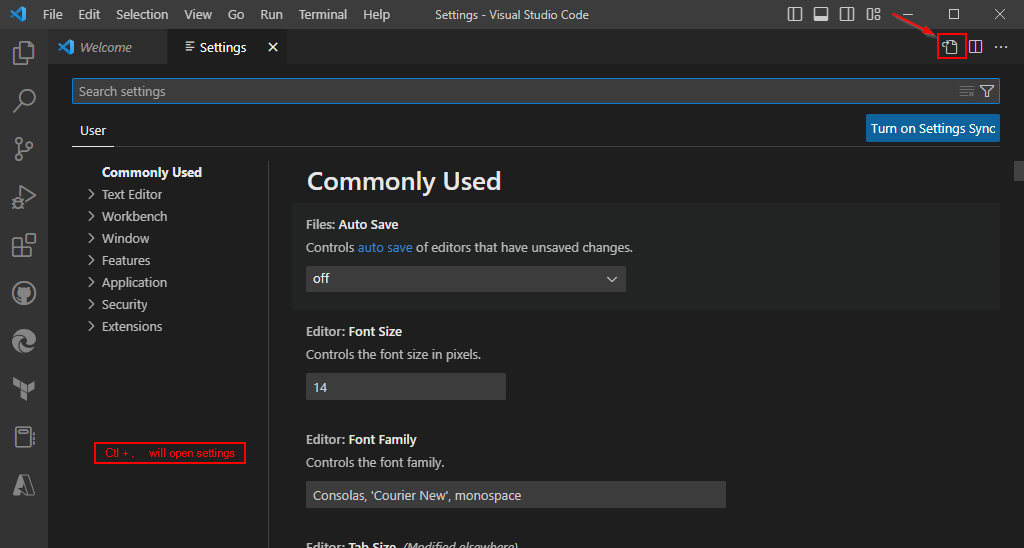 File Edit Selection View Go Run Terminal Help Settings - Visual Studio Code
Welcome Settings
Search settings
User Turn on Settings Sync
Commonly Used
Text Editor
Workbench
Window
Features
Application
Security
Extensions
Commonly Used
Files: Auto Save
Controls auto save of editors that have unsaved changes.
off
Editor: Font Size
Controls the font size in pixels.
14
Editor: Font Family
Controls the font family.
Consolas, 'Courier New', monospace
Editor: Tab Size (Modified elsewhere)
Ctl + , will open settings